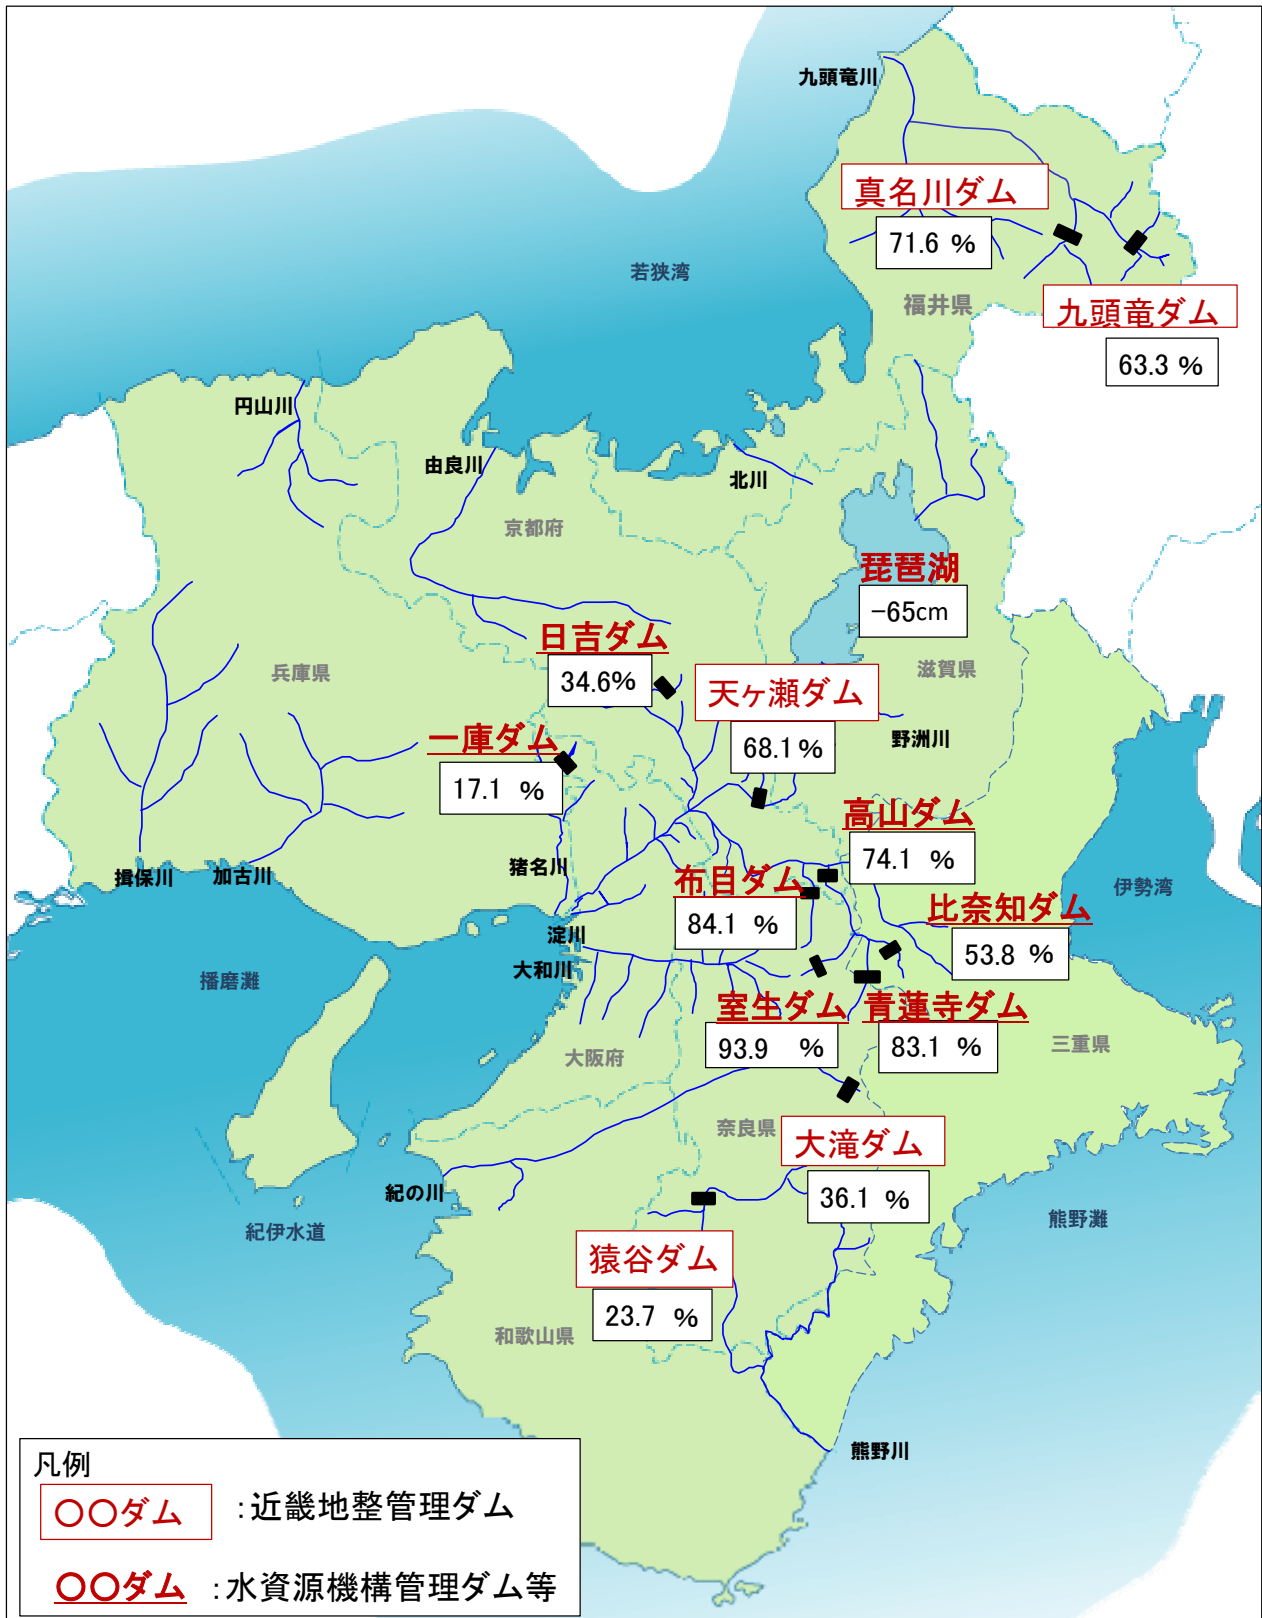 九頭竜川
真名川ダム
71.6 %
若狭湾
福井県
九頭竜ダム
63.3 %
円山川
由良川
北川
京都府
琵琶湖
-65cm
日吉ダム
34.6%
兵庫県
滋賀県
天ヶ瀬ダム
68.1%
野洲川
一庫ダム
17.1 %
高山ダム
74.1 %
猪名川
揖保川
加古川
布目ダム
84.1 %
伊勢湾
比奈知ダム
53.8 %
淀川
大和川
播磨灘
室生ダム
93.9 %
青蓮寺ダム
83.1 %
大阪府
三重県
奈良県
大滝ダム
36.1 %
紀の川
紀伊水道
熊野灘
猿谷ダム
23.7 %
和歌山県
熊野川
凡例
〇〇ダム :近畿地整管理ダム
〇〇ダム :水資源機構管理ダム等